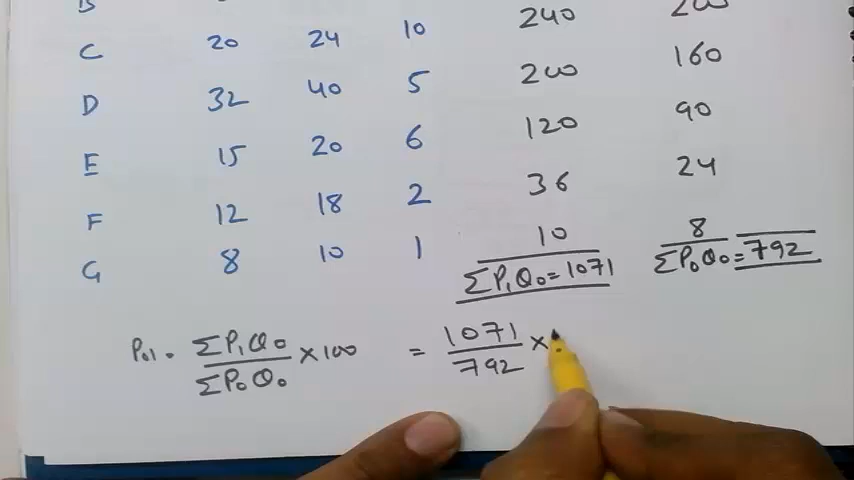 B 240 200
C 20 24 10 200 160
D 32 40 5 120 90
E 15 20 6 36 24
F 12 18 2 10 8
G 8 10 1 ΣP₁Q₀=1071 ΣP₀Q₀=792
P₀₁ = ΣP₁Q₀ / ΣP₀Q₀ × 100 = 1071 / 792 ×